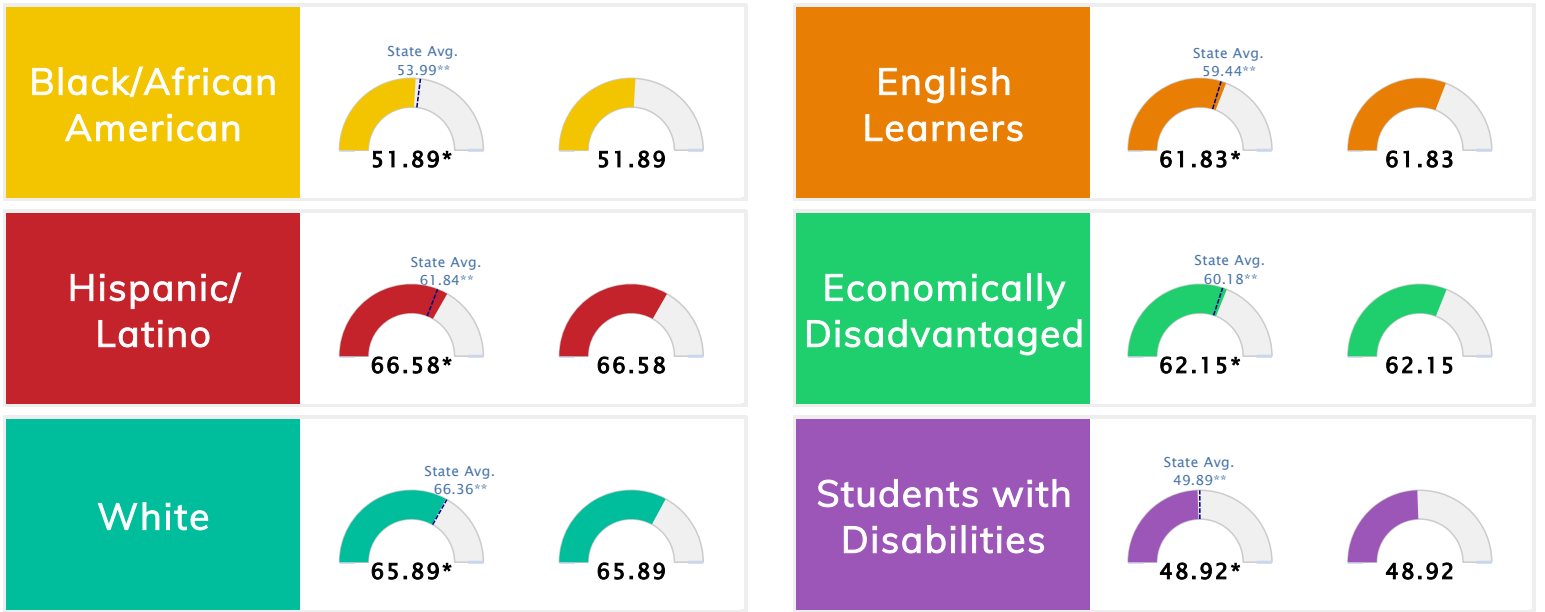 Black/African
American
State Avg.
53.99**
51.89*
51.89
English
Learners
State Avg.
59.44**
61.83*
61.83
Hispanic/
Latino
State Avg.
61.84**
66.58*
66.58
Economically
Disadvantaged
State Avg.
60.18**
62.15*
62.15
White
State Avg.
66.36**
65.89*
65.89
Students with
Disabilities
State Avg.
49.89**
48.92*
48.92